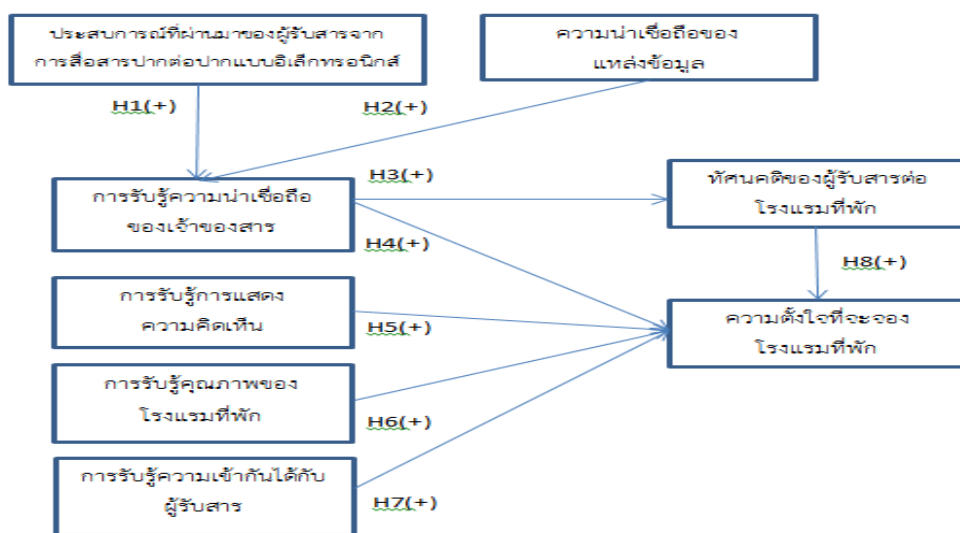 ประสบการณ์ที่ผ่านมาของผู้รับสารจาก
การสื่อสารปากต่อปากแบบอิเล็กทรอนิกส์
ความน่าเชื่อถือของ
แหล่งข้อมูล
H1(+)
H2(+)
การรับรู้ความน่าเชื่อถือ
ของเจ้าของสาร
H3(+)
ทัศนคติของผู้รับสารต่อ
โรงแรมที่พัก
H4(+)
H8(+)
การรับรู้การแสดง
ความคิดเห็น
H5(+)
ความตั้งใจที่จะจอง
โรงแรมที่พัก
การรับรู้คุณภาพของ
โรงแรมที่พัก
H6(+)
การรับรู้ความเข้ากันได้กับ
ผู้รับสาร
H7(+)